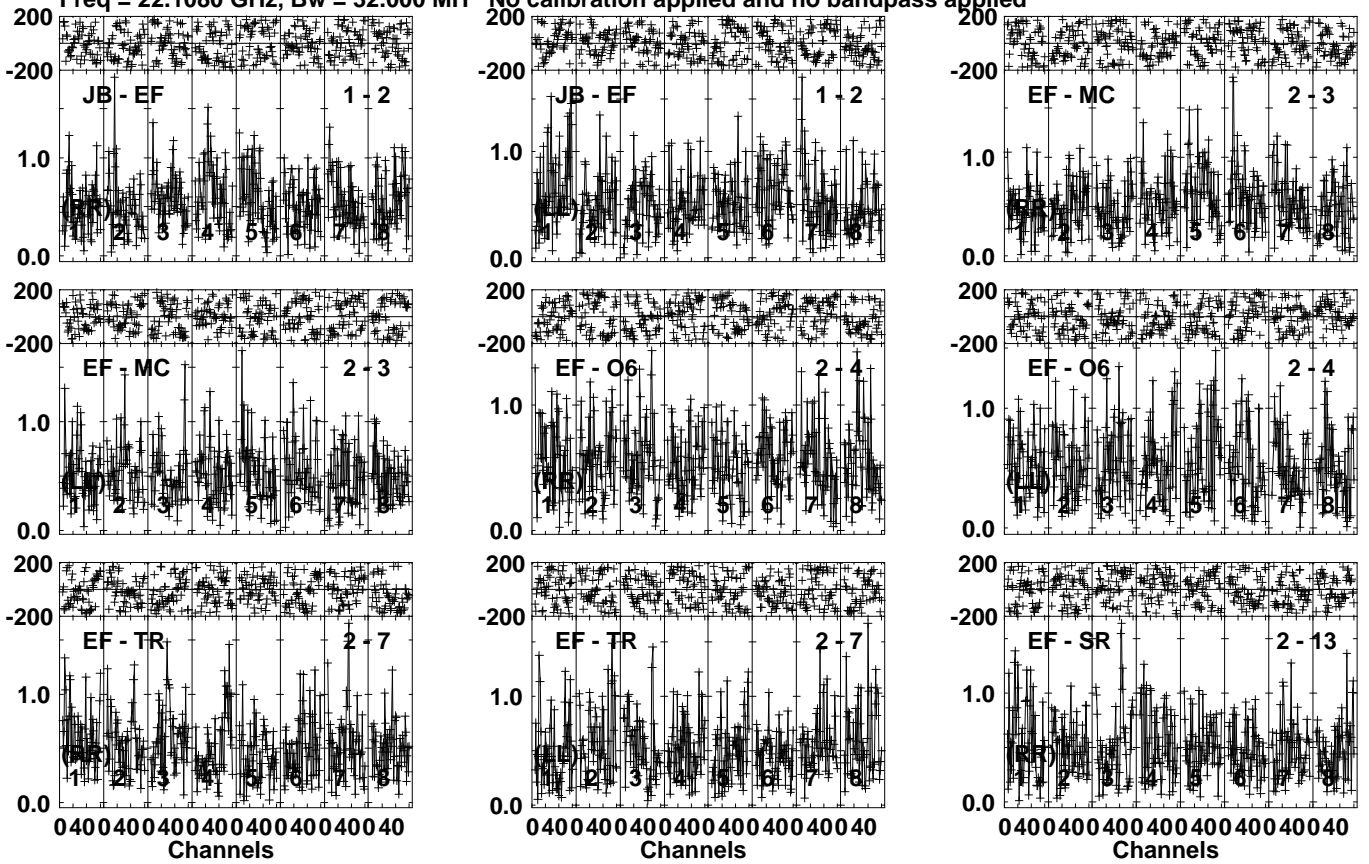 Freq = 22.1080 GHz, Bw = 32.000 MH No calibration applied and no bandpass applied
200 200 200
-200 -200 -200
JB - EF 1 - 2 JB - EF 1 - 2 EF - MC 2 - 3
1.0 1.0 1.0
(RR) (LL) (RR)
1 2 3 4 5 6 7 8 1 2 3 4 5 6 7 8 1 2 3 4 5 6 7 8
0.0 0.0 0.0
200 200 200
-200 -200 -200
EF - MC 2 - 3 EF - O6 2 - 4 EF - O6 2 - 4
1.0 1.0 1.0
(LL) (RR) (LL)
1 2 3 4 5 6 7 8 1 2 3 4 5 6 7 8 1 2 3 4 5 6 7 8
0.0 0.0 0.0
200 200 200
-200 -200 -200
EF - TR 2 - 7 EF - TR 2 - 7 EF - SR 2 - 13
1.0 1.0 1.0
(RR) (LL) (RR)
1 2 3 4 5 6 7 8 1 2 3 4 5 6 7 8 1 2 3 4 5 6 7 8
0.0 0.0 0.0
0 40 0 40 0 40 0 40 0 40 0 40 0 40 0 40 0 40 0 40 0 40 0 40 0 40 0 40 0 40 0 40 0 40 0 40 0 40 0 40 0 40 0 40 0 40 0 40
Channels Channels Channels